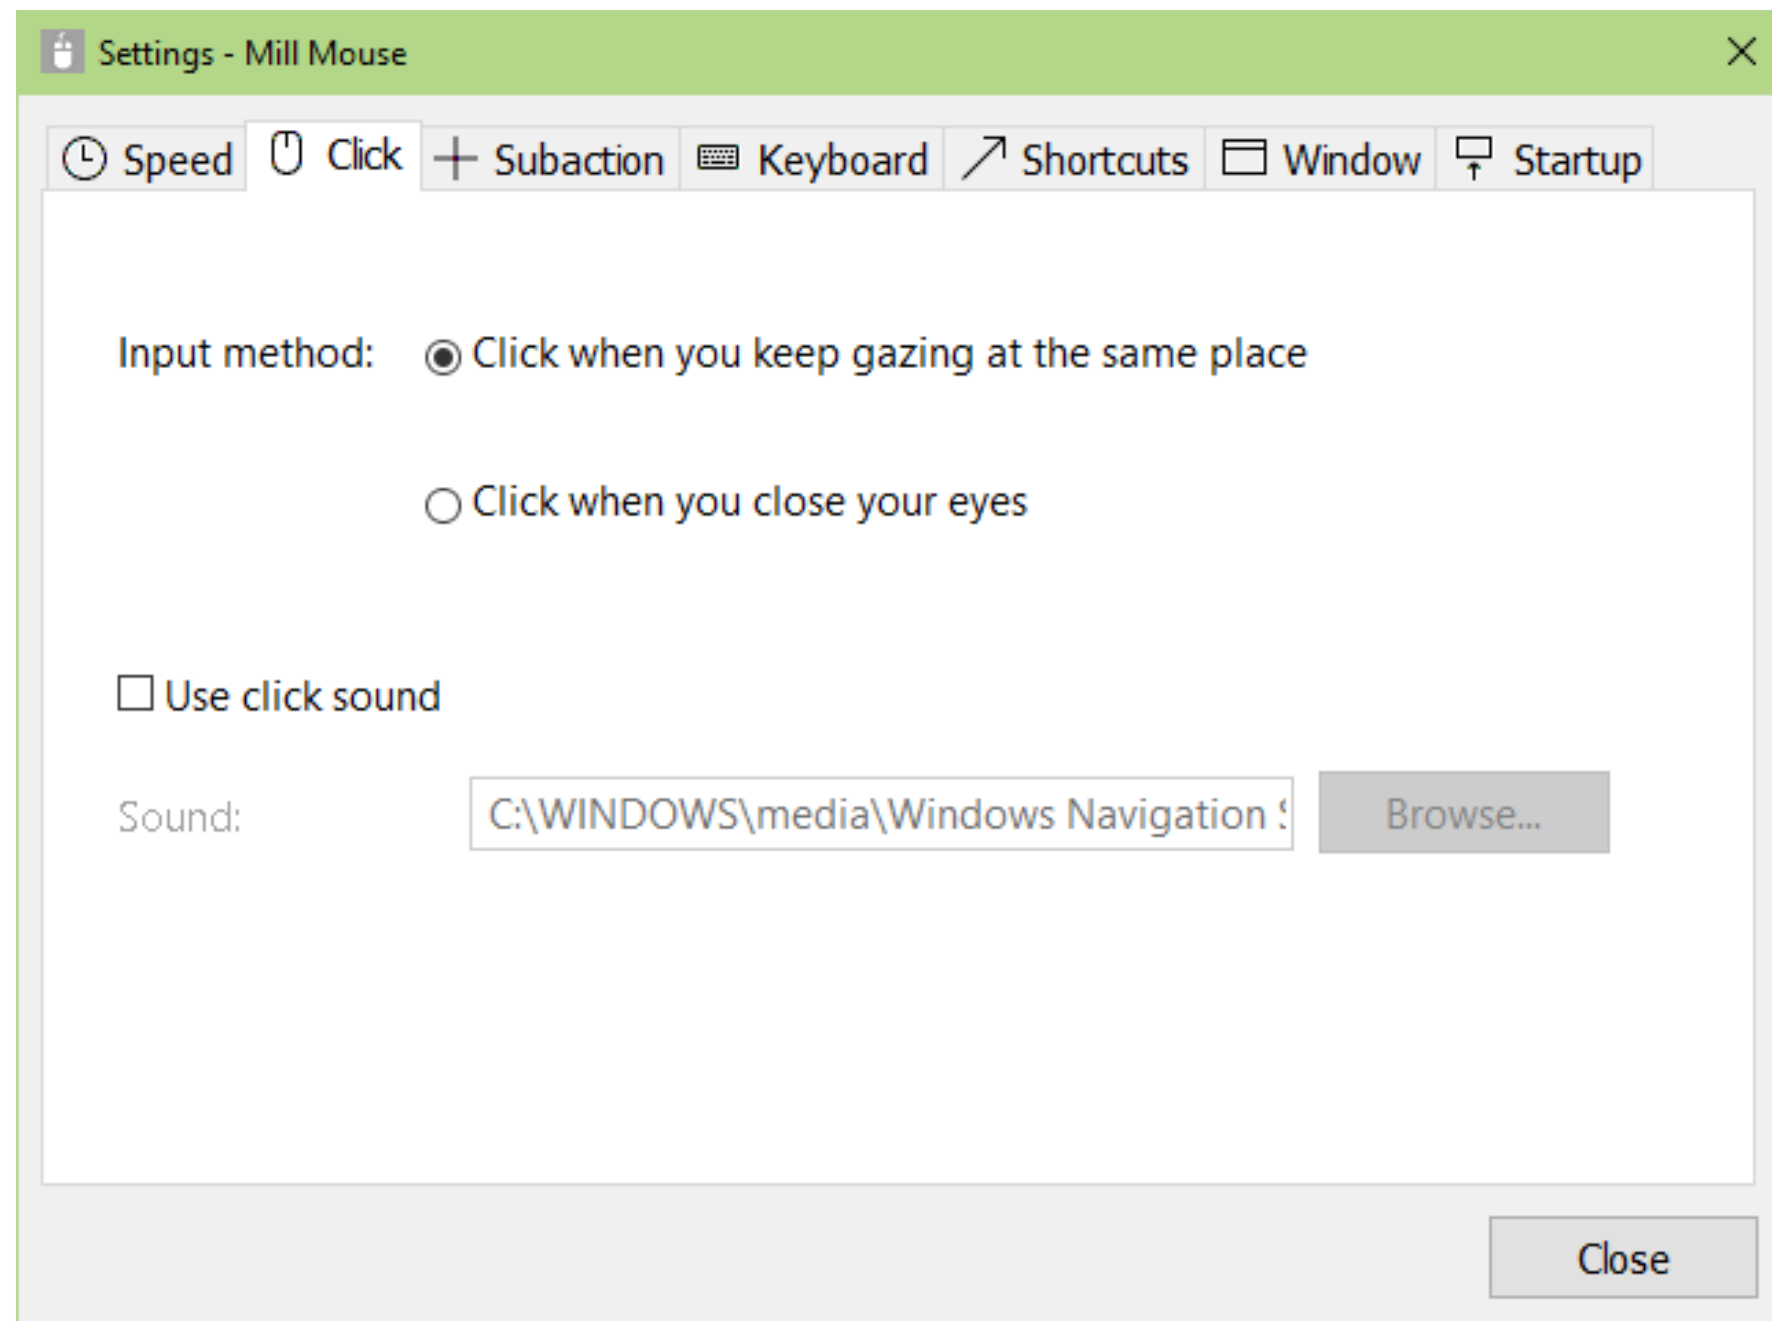 Settings - Mill Mouse
Speed Click Subaction Keyboard Shortcuts Window Startup
Input method: Click when you keep gazing at the same place
Click when you close your eyes
Use click sound
Sound: C:\WINDOWS\media\Windows Navigation Browse...
Close